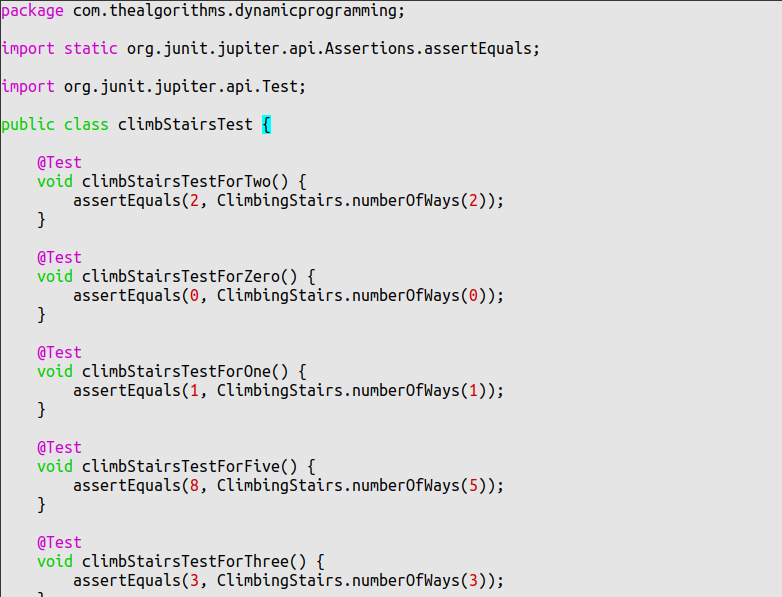 package com.thealgorithms.dynamicprogramming;
import static org.junit.jupiter.api.Assertions.assertEquals;
import org.junit.jupiter.api.Test;
public class climbStairsTest {
    @Test
    void climbStairsTestForTwo() {
        assertEquals(2, ClimbingStairs.numberOfWays(2));
    }
    @Test
    void climbStairsTestForZero() {
        assertEquals(0, ClimbingStairs.numberOfWays(0));
    }
    @Test
    void climbStairsTestForOne() {
        assertEquals(1, ClimbingStairs.numberOfWays(1));
    }
    @Test
    void climbStairsTestForFive() {
        assertEquals(8, ClimbingStairs.numberOfWays(5));
    }
    @Test
    void climbStairsTestForThree() {
        assertEquals(3, ClimbingStairs.numberOfWays(3));
    }